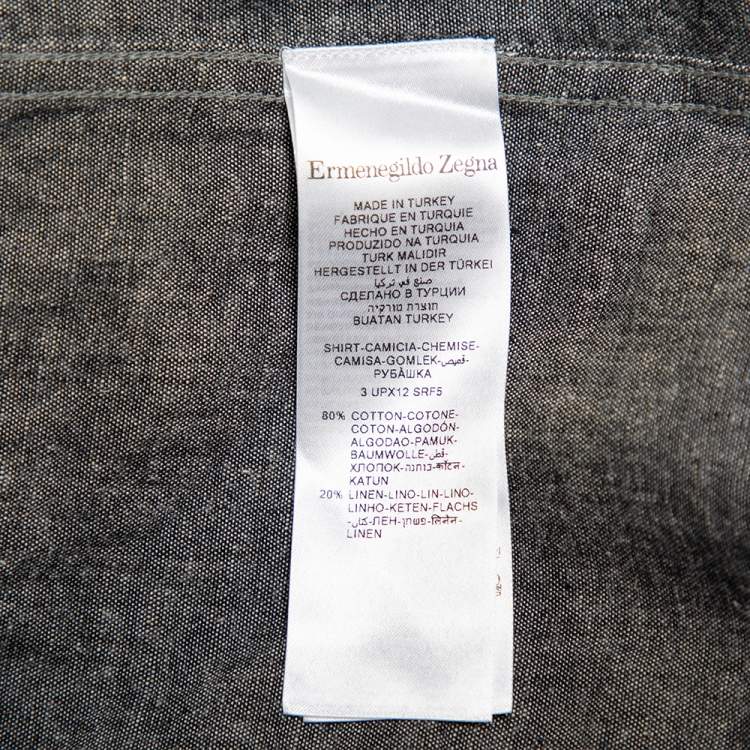 Ermenegildo Zegna
MADE IN TURKEY
FABRIQUE EN TURQUIE
HECHO EN TURQUIA
PRODUZIDO NA TURQUIA
TURK MALIDIR
HERGESTELLT IN DER TÜRKEI
صنع في تركيا
СДЕЛАНО В ТУРЦИИ
תוצרת טורקיה
BUATAN TURKEY
SHIRT-CAMICIA-CHEMISE-
CAMISA-GOMLEK-قميص-
РУБÀШКА
3 UPX12 SRF5
80% COTTON-COTONE-
COTON-ALGODÓN-
ALGODAO-PAMUK-
BAUMWOLLE-قطن-
ХЛОПОК-כותנה-कॉटन-
KATUN
20% LINEN-LINO-LIN-LINO-
LINHO-KETEN-FLACHS
-كتان-ЛЕН-פשתן-लिनेन-
LINEN